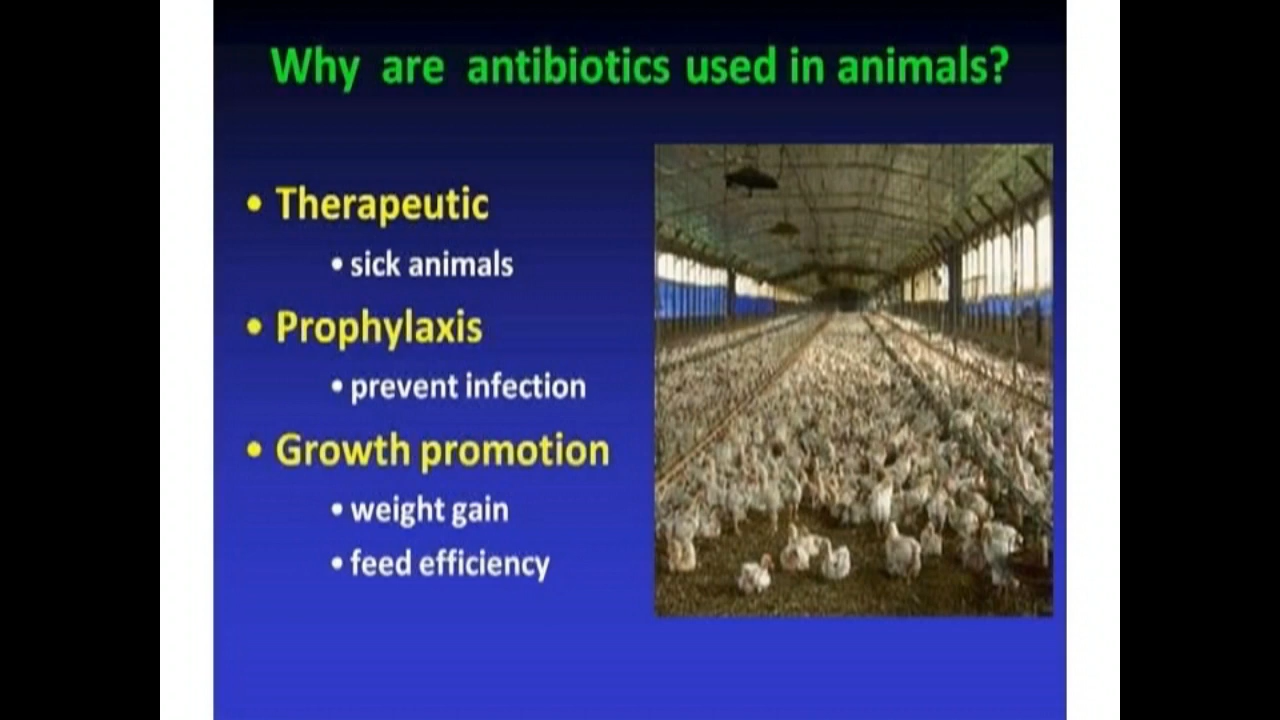 Why are antibiotics used in animals?
• Therapeutic
• sick animals
• Prophylaxis
• prevent infection
• Growth promotion
• weight gain
• feed efficiency